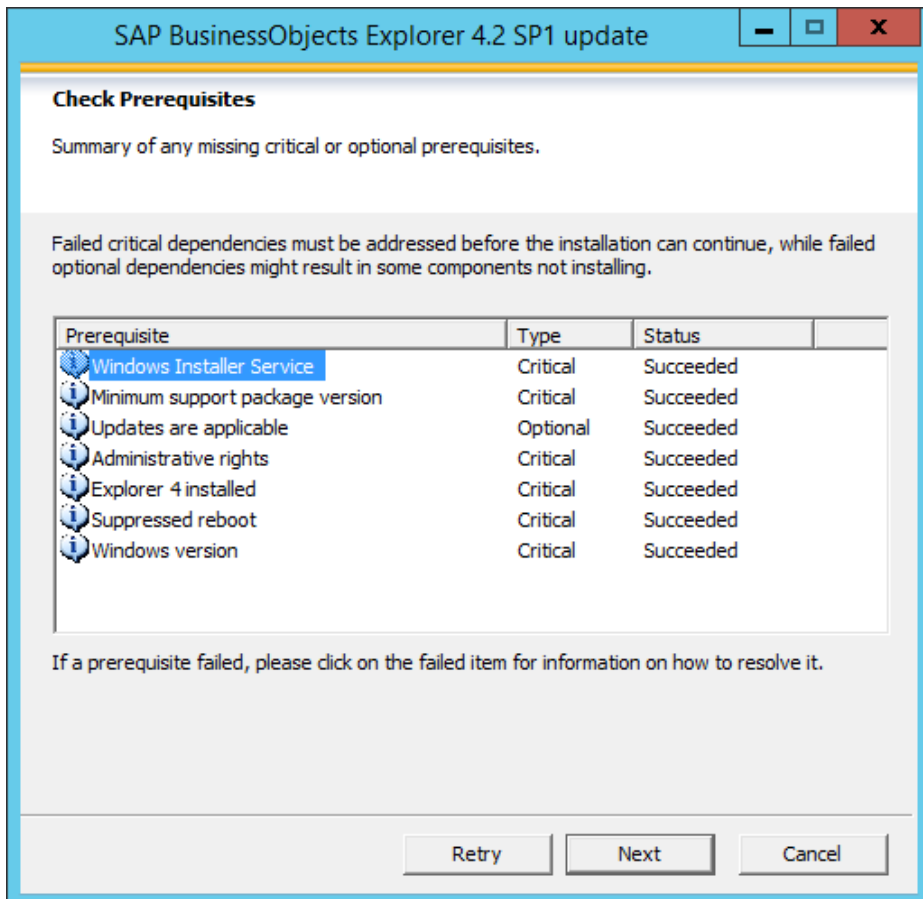 SAP BusinessObjects Explorer 4.2 SP1 update
Check Prerequisites
Summary of any missing critical or optional prerequisites.
Failed critical dependencies must be addressed before the installation can continue, while failed
optional dependencies might result in some components not installing.
Prerequisite Type Status
Windows Installer Service Critical Succeeded
Minimum support package version Critical Succeeded
Updates are applicable Optional Succeeded
Administrative rights Critical Succeeded
Explorer 4 installed Critical Succeeded
Suppressed reboot Critical Succeeded
Windows version Critical Succeeded
If a prerequisite failed, please click on the failed item for information on how to resolve it.
Retry Next Cancel